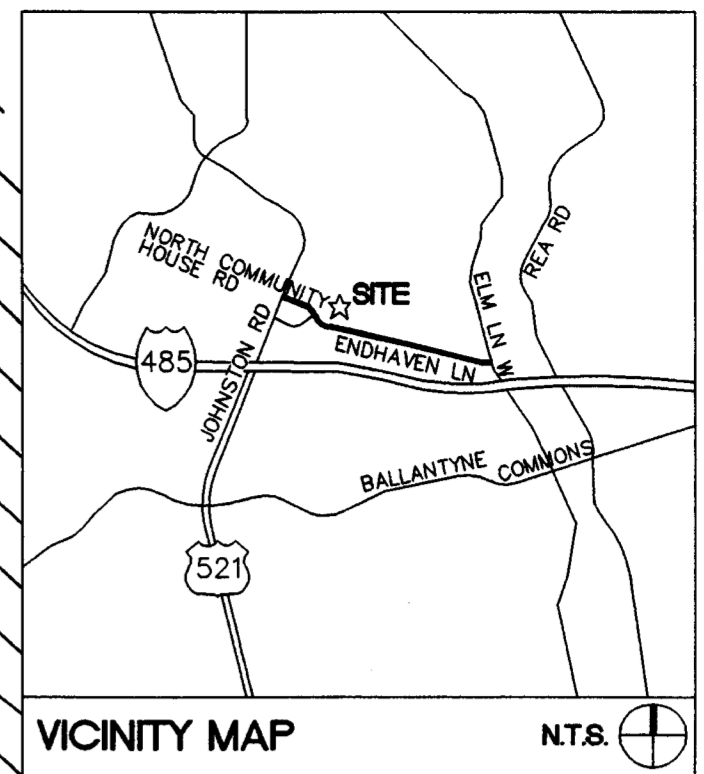 NORTH COMMUNITY
HOUSE RD
SITE
REA RD
ELM LN W
JOHNSTON RD
ENDHAVEN LN
485
BALLANTYNE COMMONS
521
VICINITY MAP
N.T.S.